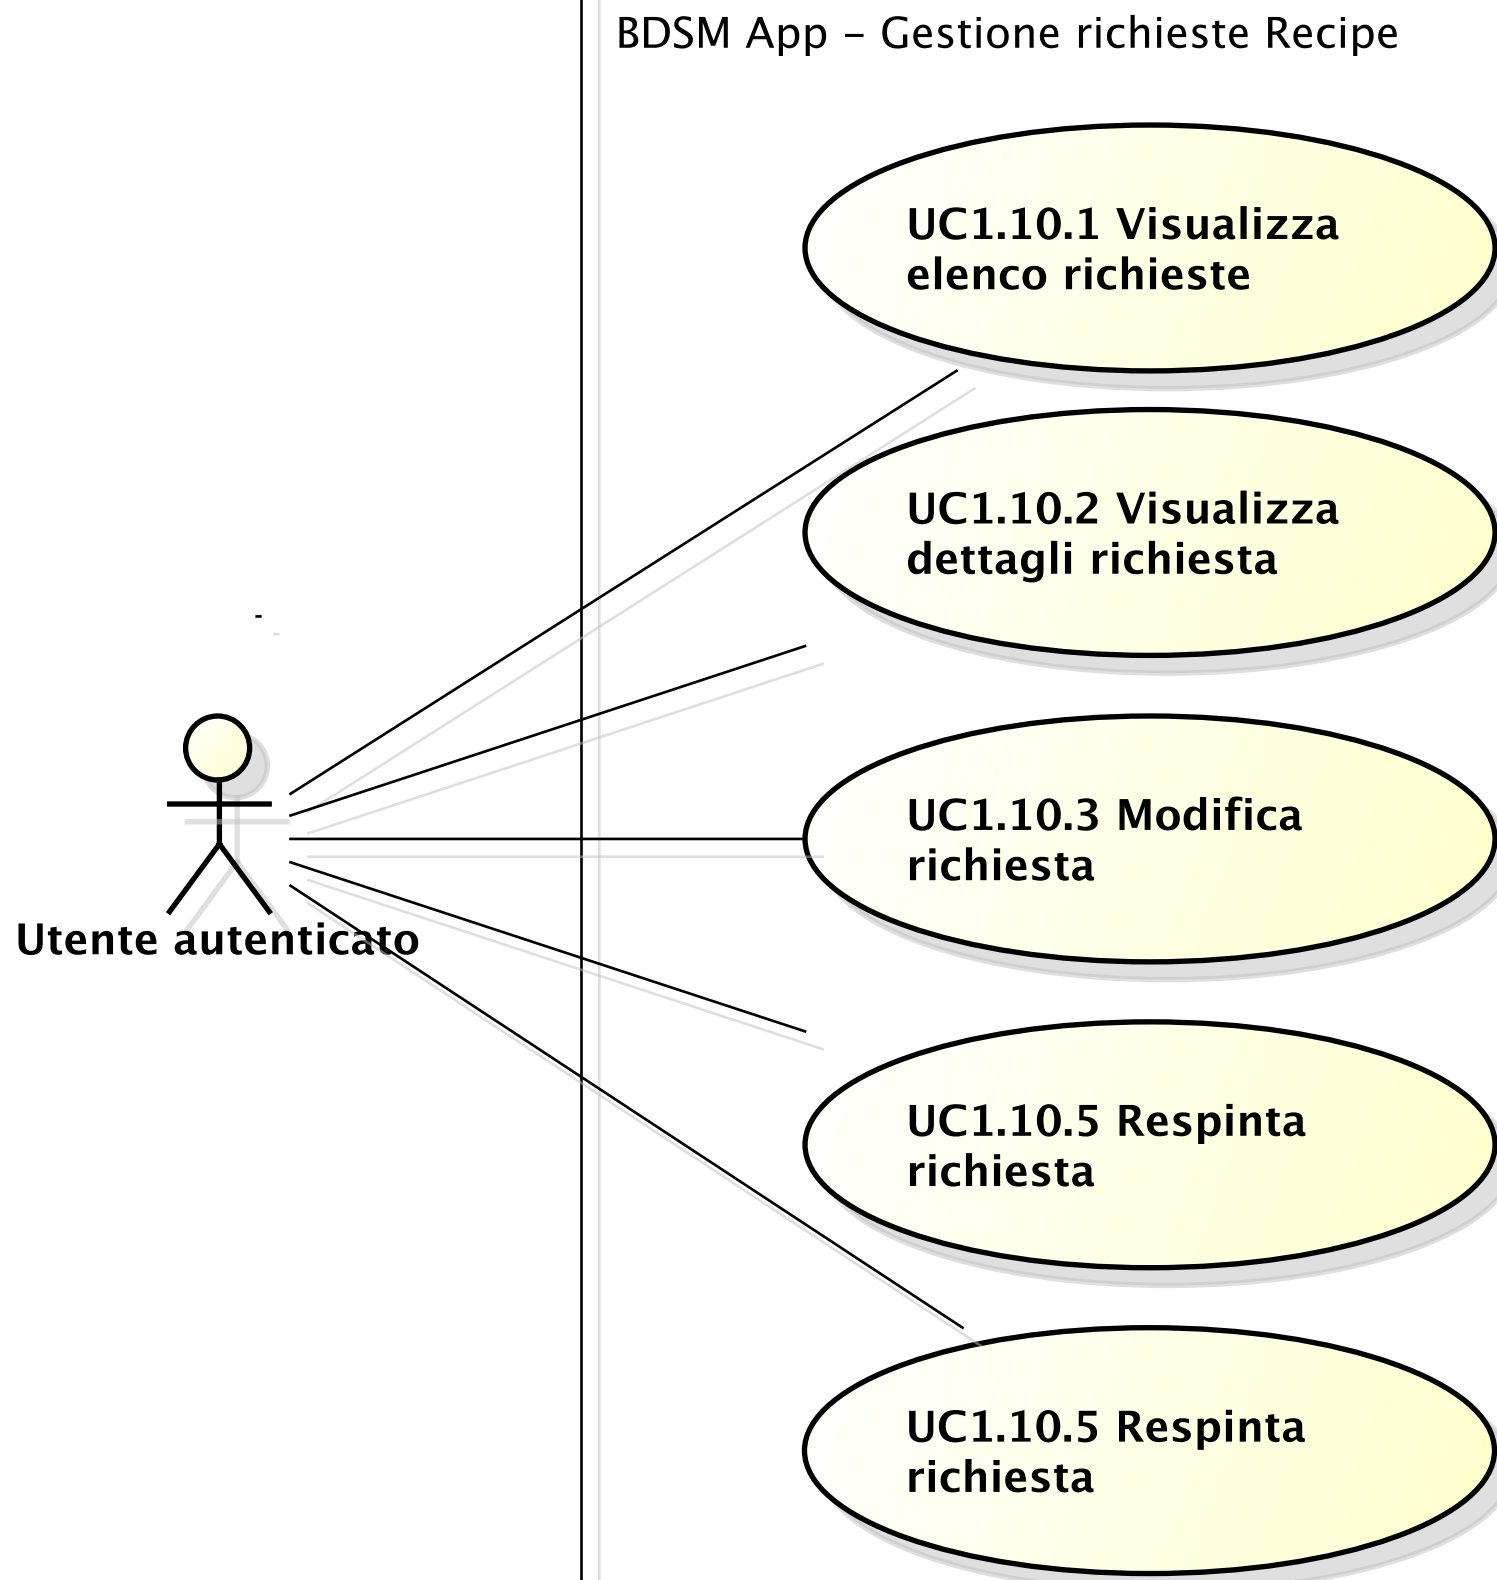 BDSM App – Gestione richieste Recipe
UC1.10.1 Visualizza
elenco richieste
UC1.10.2 Visualizza
dettagli richiesta
UC1.10.3 Modifica
richiesta
Utente autenticato
UC1.10.5 Respinta
richiesta
UC1.10.5 Respinta
richiesta